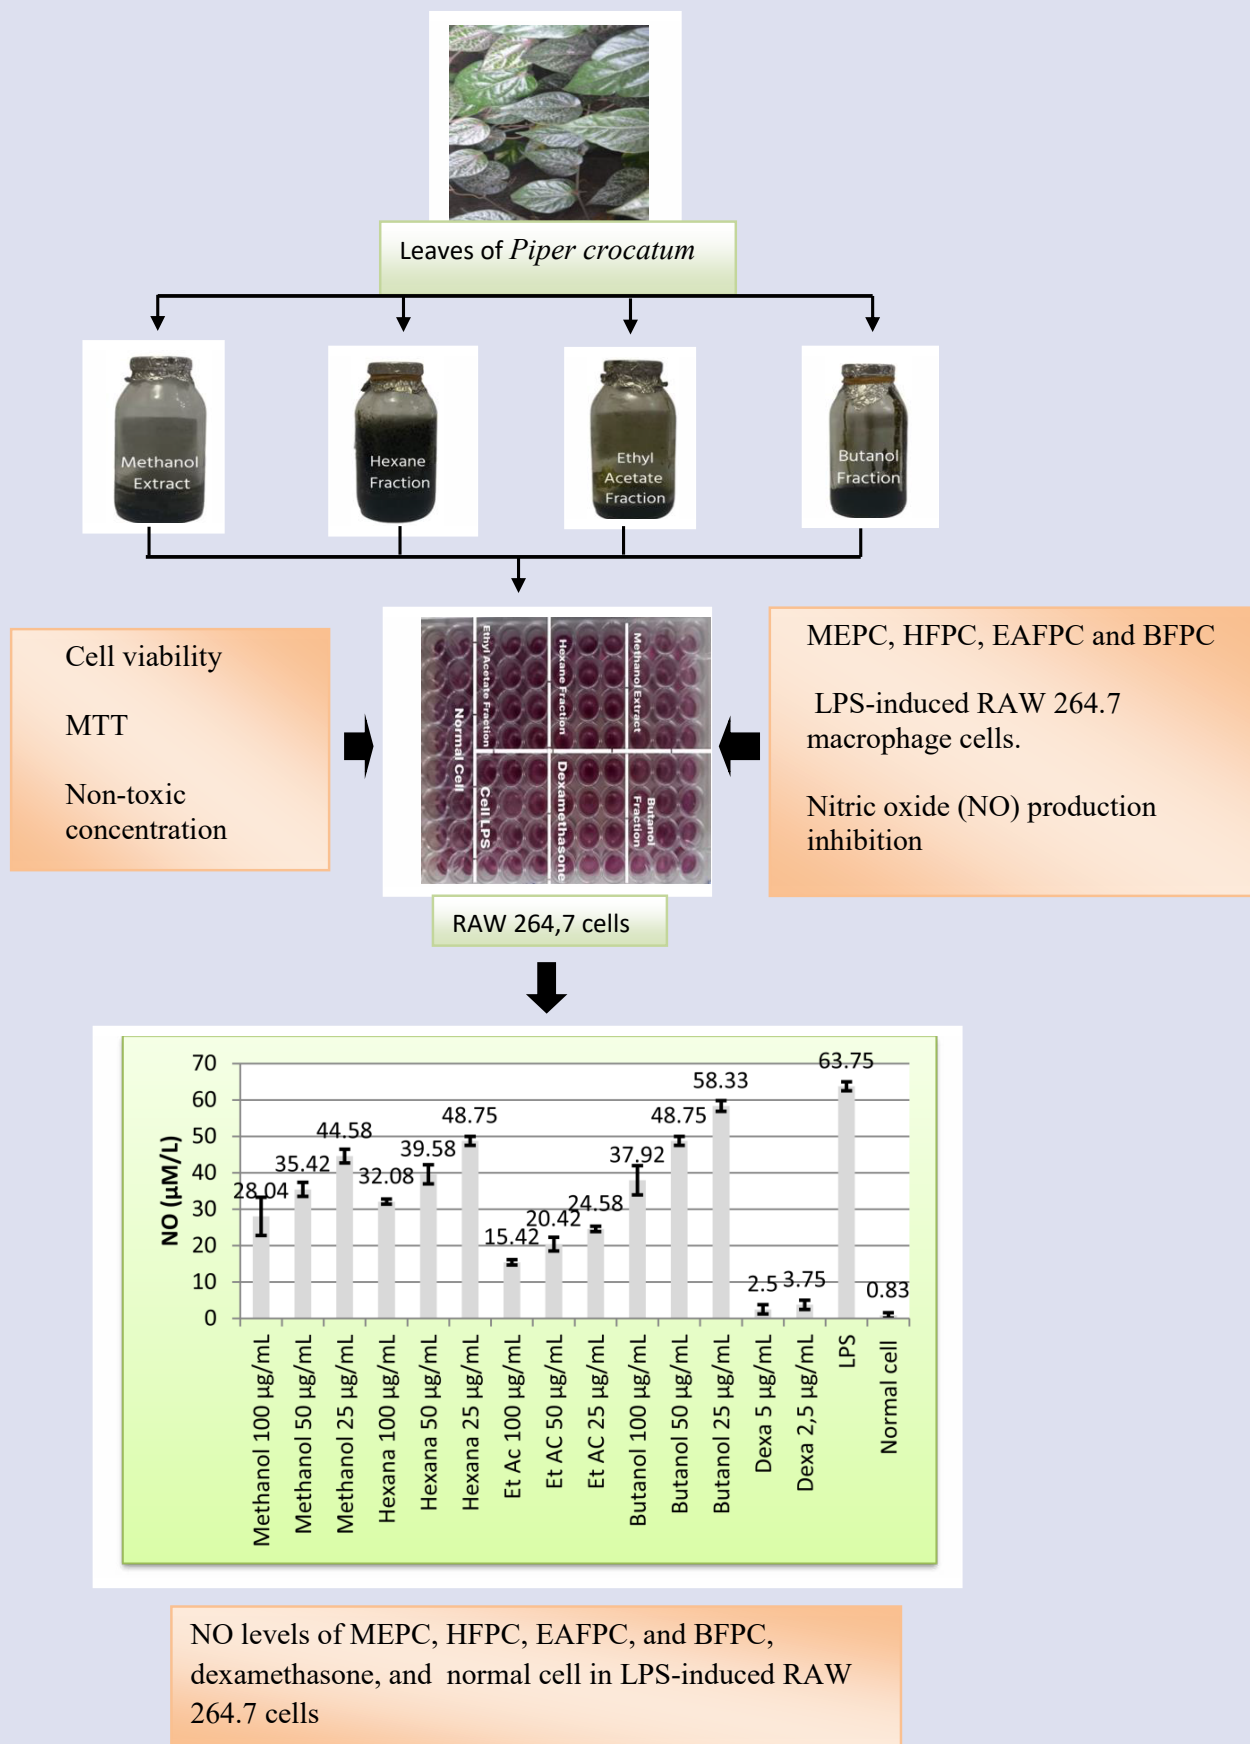 Leaves of Piper crocatum
Methanol
Extract
Hexane
Fraction
Ethyl
Acetate
Fraction
Butanol
Fraction
Cell viability
MTT
Non-toxic
concentration
Normal Cell
Ethyl Acetate Fraction
Cell LPS
Hexane Fraction
Dexamethasone
Methanol Extract
Butanol
Fraction
MEPC, HFPC, EAFPC and BFPC
LPS-induced RAW 264.7
macrophage cells.
Nitric oxide (NO) production
inhibition
RAW 264,7 cells
NO (µM/L)
70
60
50
40
30
20
10
0
28.04
35.42
44.58
32.08
39.58
48.75
15.42
20.42
24.58
37.92
48.75
58.33
2.5
3.75
63.75
0.83
Methanol 100 µg/mL
Methanol 50 µg/mL
Methanol 25 µg/mL
Hexana 100 µg/mL
Hexana 50 µg/mL
Hexana 25 µg/mL
Et Ac 100 µg/mL
Et AC 50 µg/mL
Et AC 25 µg/mL
Butanol 100 µg/mL
Butanol 50 µg/mL
Butanol 25 µg/mL
Dexa 5 µg/mL
Dexa 2,5 µg/mL
LPS
Normal cell
NO levels of MEPC, HFPC, EAFPC, and BFPC,
dexamethasone, and normal cell in LPS-induced RAW
264.7 cells